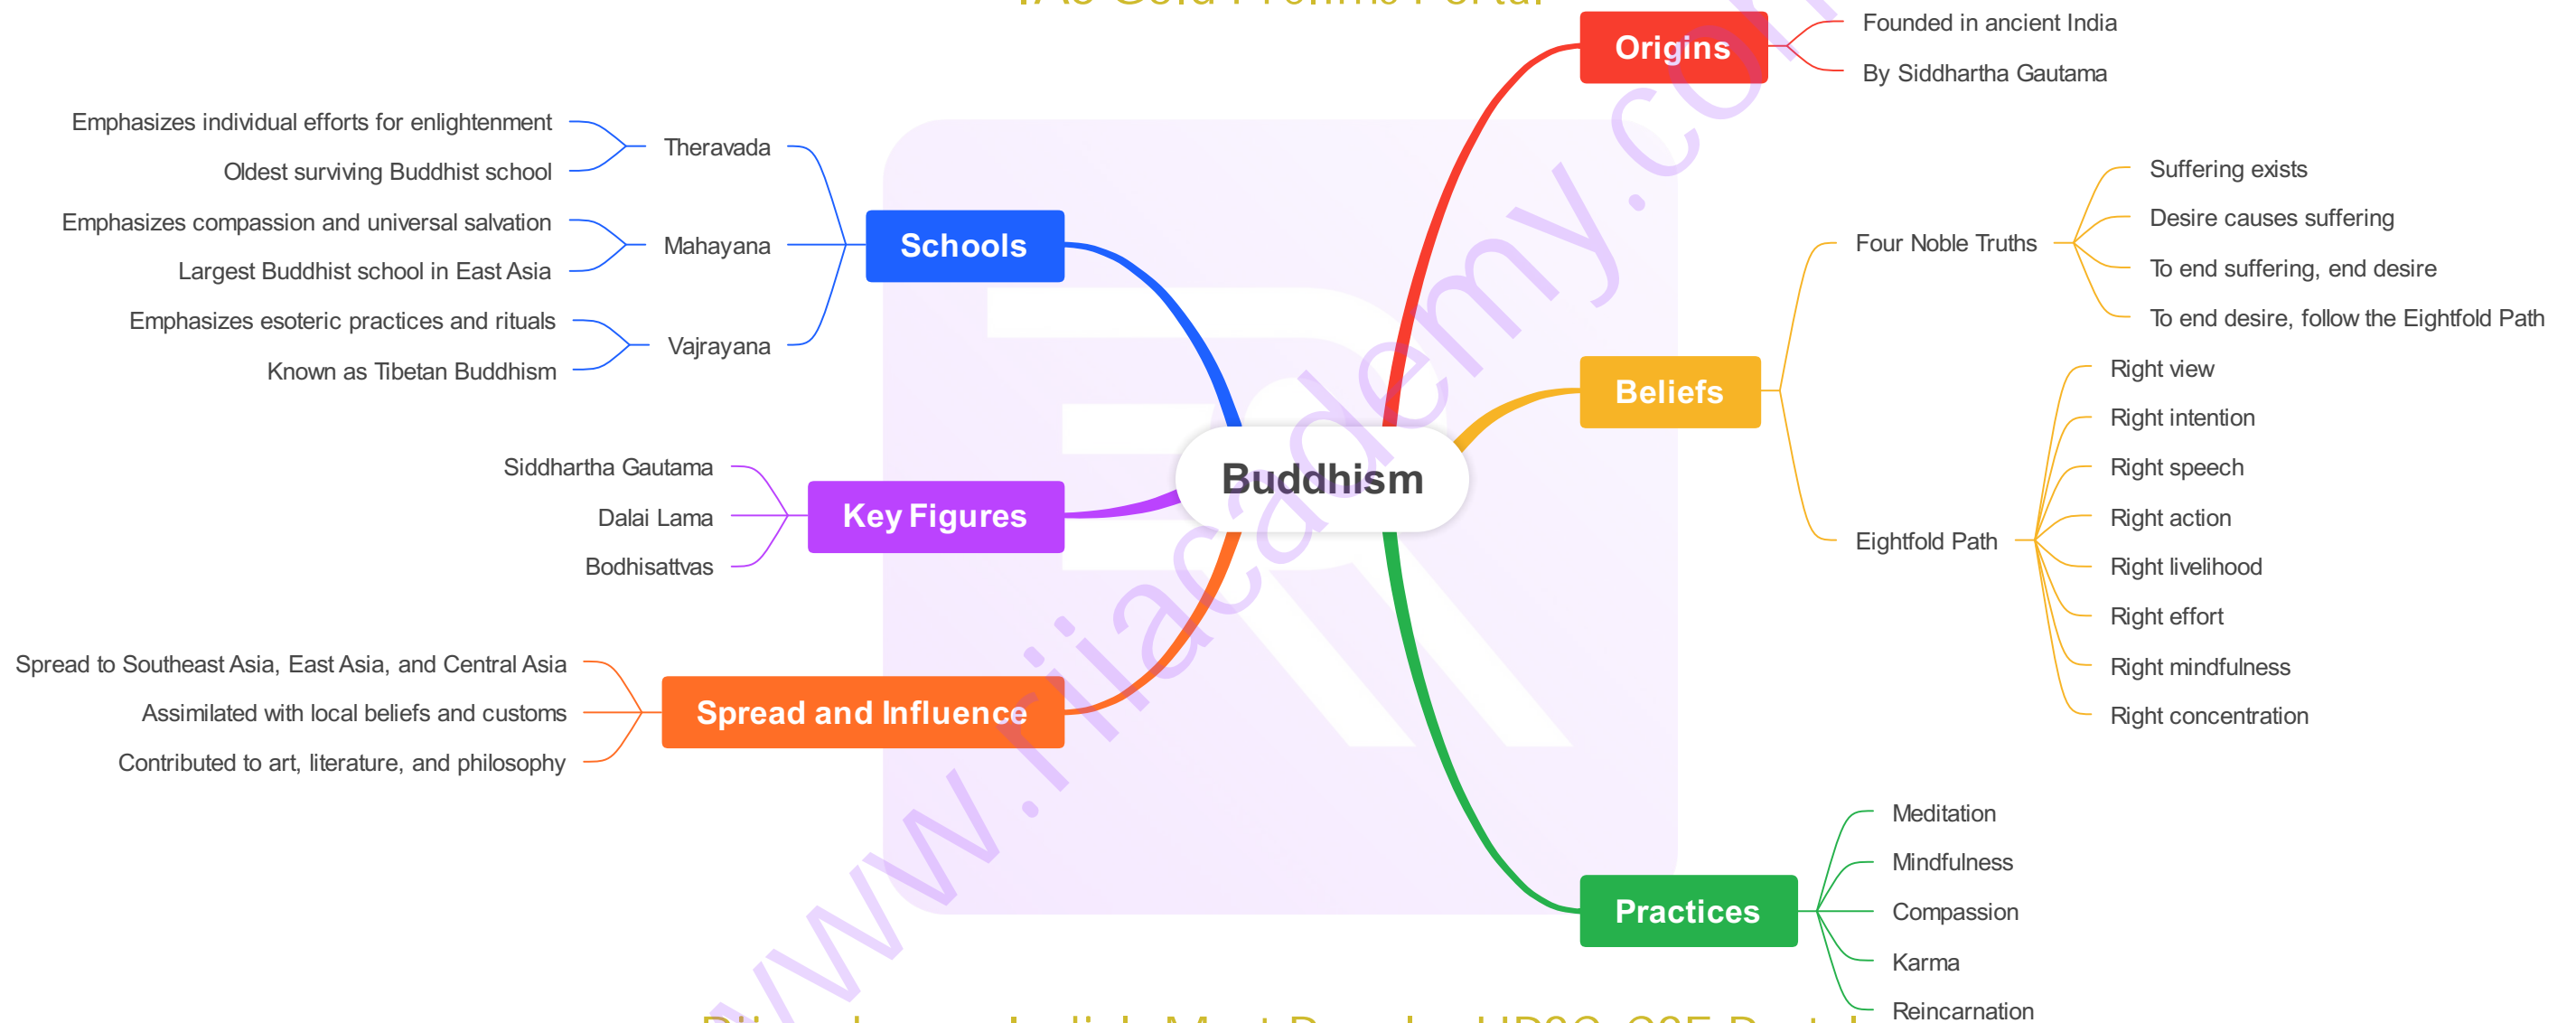 Buddhism
Origins
Founded in ancient India
By Siddhartha Gautama
Beliefs
Four Noble Truths
Suffering exists
Desire causes suffering
To end suffering, end desire
To end desire, follow the Eightfold Path
Eightfold Path
Right view
Right intention
Right speech
Right action
Right livelihood
Right effort
Right mindfulness
Right concentration
Practices
Meditation
Mindfulness
Compassion
Karma
Reincarnation
Schools
Theravada
Emphasizes individual efforts for enlightenment
Oldest surviving Buddhist school
Mahayana
Emphasizes compassion and universal salvation
Largest Buddhist school in East Asia
Vajrayana
Emphasizes esoteric practices and rituals
Known as Tibetan Buddhism
Key Figures
Siddhartha Gautama
Dalai Lama
Bodhisattvas
Spread and Influence
Spread to Southeast Asia, East Asia, and Central Asia
Assimilated with local beliefs and customs
Contributed to art, literature, and philosophy